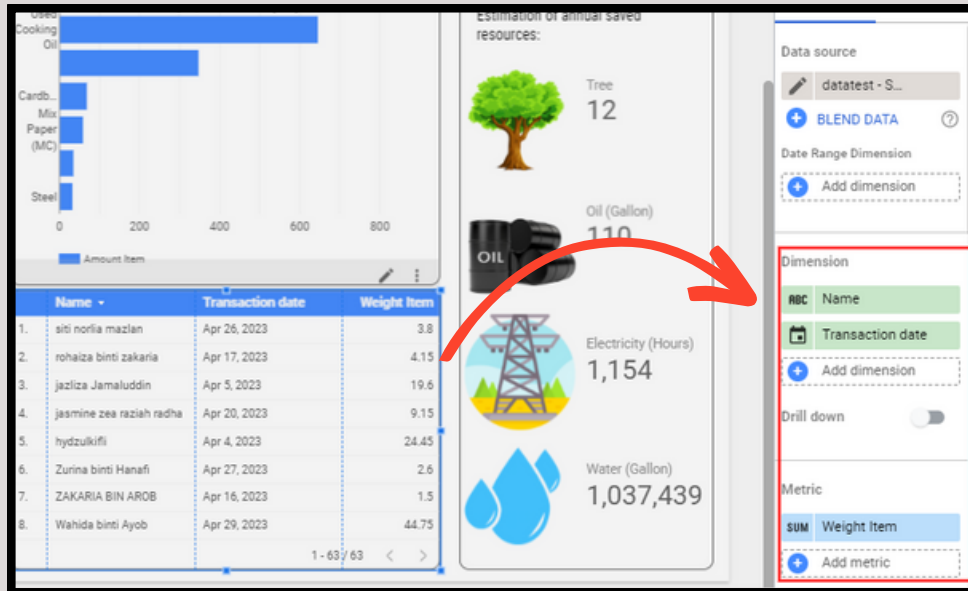 Used
Cooking
Oil
Cardb...
Mix
Paper
(MC)
Steel
0 200 400 600 800
Amount Item
Name Transaction date Weight Item
1. siti norlia mazlan Apr 26, 2023 3.8
2. rohaiza binti zakaria Apr 17, 2023 4.15
3. jazliza Jamaluddin Apr 5, 2023 19.6
4. jasmine zea raziah radha Apr 20, 2023 9.15
5. hydzulkifli Apr 4, 2023 24.45
6. Zurina binti Hanafi Apr 27, 2023 2.6
7. ZAKARIA BIN AROB Apr 16, 2023 1.5
8. Wahida binti Ayob Apr 29, 2023 44.75
1 - 63 / 63 < >
Estimation of annual saved
resources:
Tree
12
Oil (Gallon)
110
OIL
Electricity (Hours)
1,154
Water (Gallon)
1,037,439
Data source
datatest - S...
BLEND DATA
Date Range Dimension
Add dimension
Dimension
ABC Name
Transaction date
Add dimension
Drill down
Metric
SUM Weight Item
Add metric